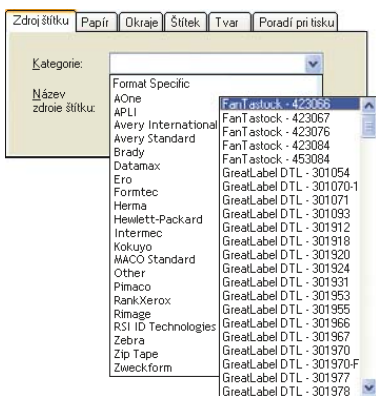 Zdroj štítku Papír Okraje Štítek Tvar Poradí pri tisku
Kategorie:
Název
zdroie štítku:
Format Specific
AOne
APLI
Avery International
Avery Standard
Brady
Datamax
Ero
Formtec
Herma
Hewlett-Packard
Intermec
Kokuyo
MACO Standard
Other
Pimaco
RankXerox
Rimage
RSI ID Technologies
Zebra
Zip Tape
Zweckform
FanTastock - 423066
FanTastock - 423067
FanTastock - 423076
FanTastock - 423084
FanTastock - 453084
GreatLabel DTL - 301054
GreatLabel DTL - 301070-1
GreatLabel DTL - 301071
GreatLabel DTL - 301093
GreatLabel DTL - 301912
GreatLabel DTL - 301918
GreatLabel DTL - 301920
GreatLabel DTL - 301924
GreatLabel DTL - 301931
GreatLabel DTL - 301953
GreatLabel DTL - 301955
GreatLabel DTL - 301966
GreatLabel DTL - 301967
GreatLabel DTL - 301970
GreatLabel DTL - 301970-F
GreatLabel DTL - 301977
GreatLabel DTL - 301978